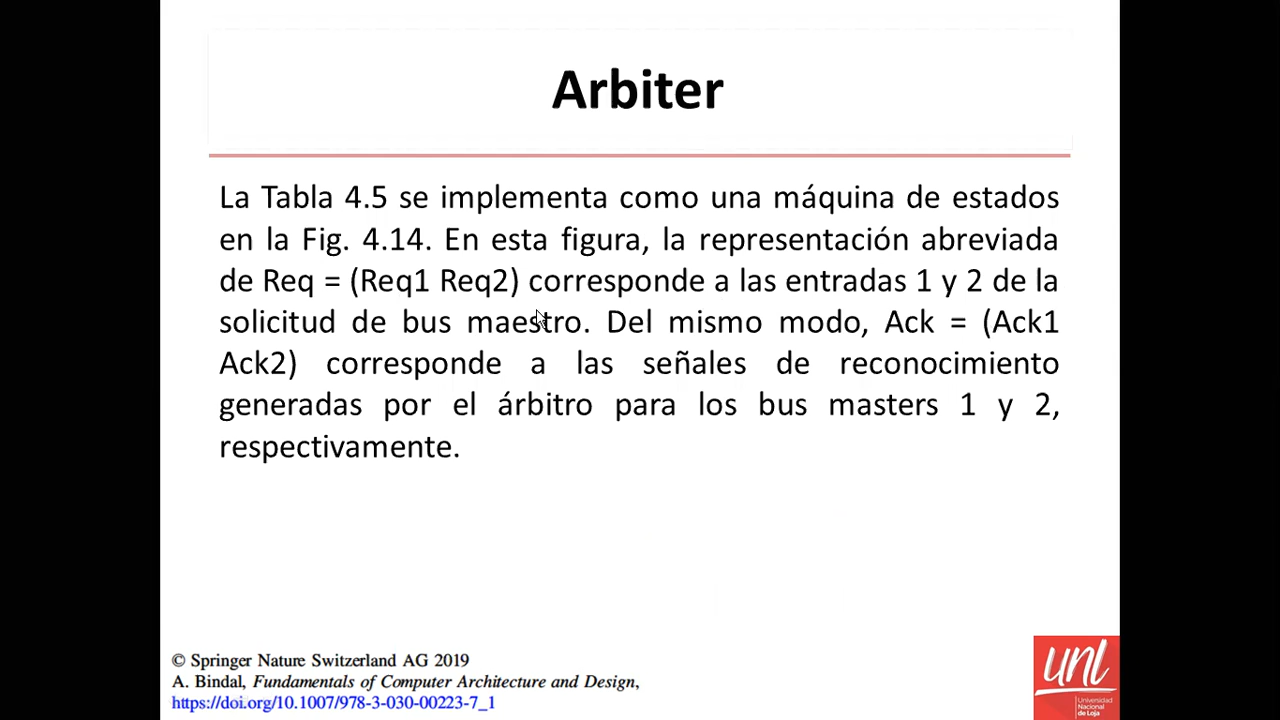 Arbiter
La Tabla 4.5 se implementa como una máquina de estados
en la Fig. 4.14. En esta figura, la representación abreviada
de Req = (Req1 Req2) corresponde a las entradas 1 y 2 de la
solicitud de bus maestro. Del mismo modo, Ack = (Ack1
Ack2) corresponde a las señales de reconocimiento
generadas por el árbitro para los bus masters 1 y 2,
respectivamente.
© Springer Nature Switzerland AG 2019
A. Bindal, Fundamentals of Computer Architecture and Design,
https://doi.org/10.1007/978-3-030-00223-7_1
unl
Universidad
Nacional
de Loja